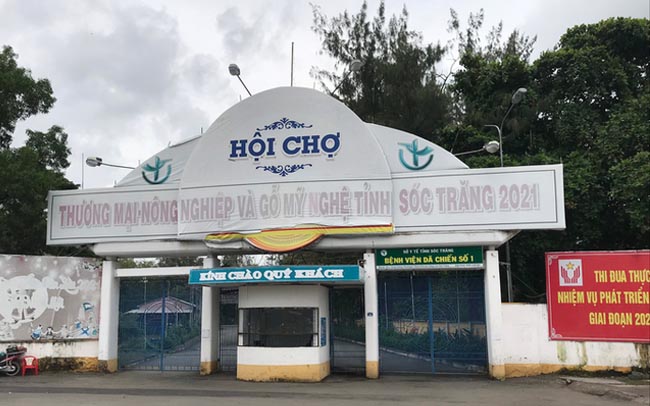 HỘI CHỢ
THƯƠNG MẠI-NÔNG NGHIỆP VÀ GỖ MỸ NGHỆ TỈNH SÓC TRĂNG 2021
KÍNH CHÀO QUÝ KHÁCH
SỞ Y TẾ TỈNH SÓC TRĂNG
BỆNH VIỆN DÃ CHIẾN SỐ 1
THI ĐUA THỰC
NHIỆM VỤ PHÁT TRIỂN
GIAI ĐOẠN 202